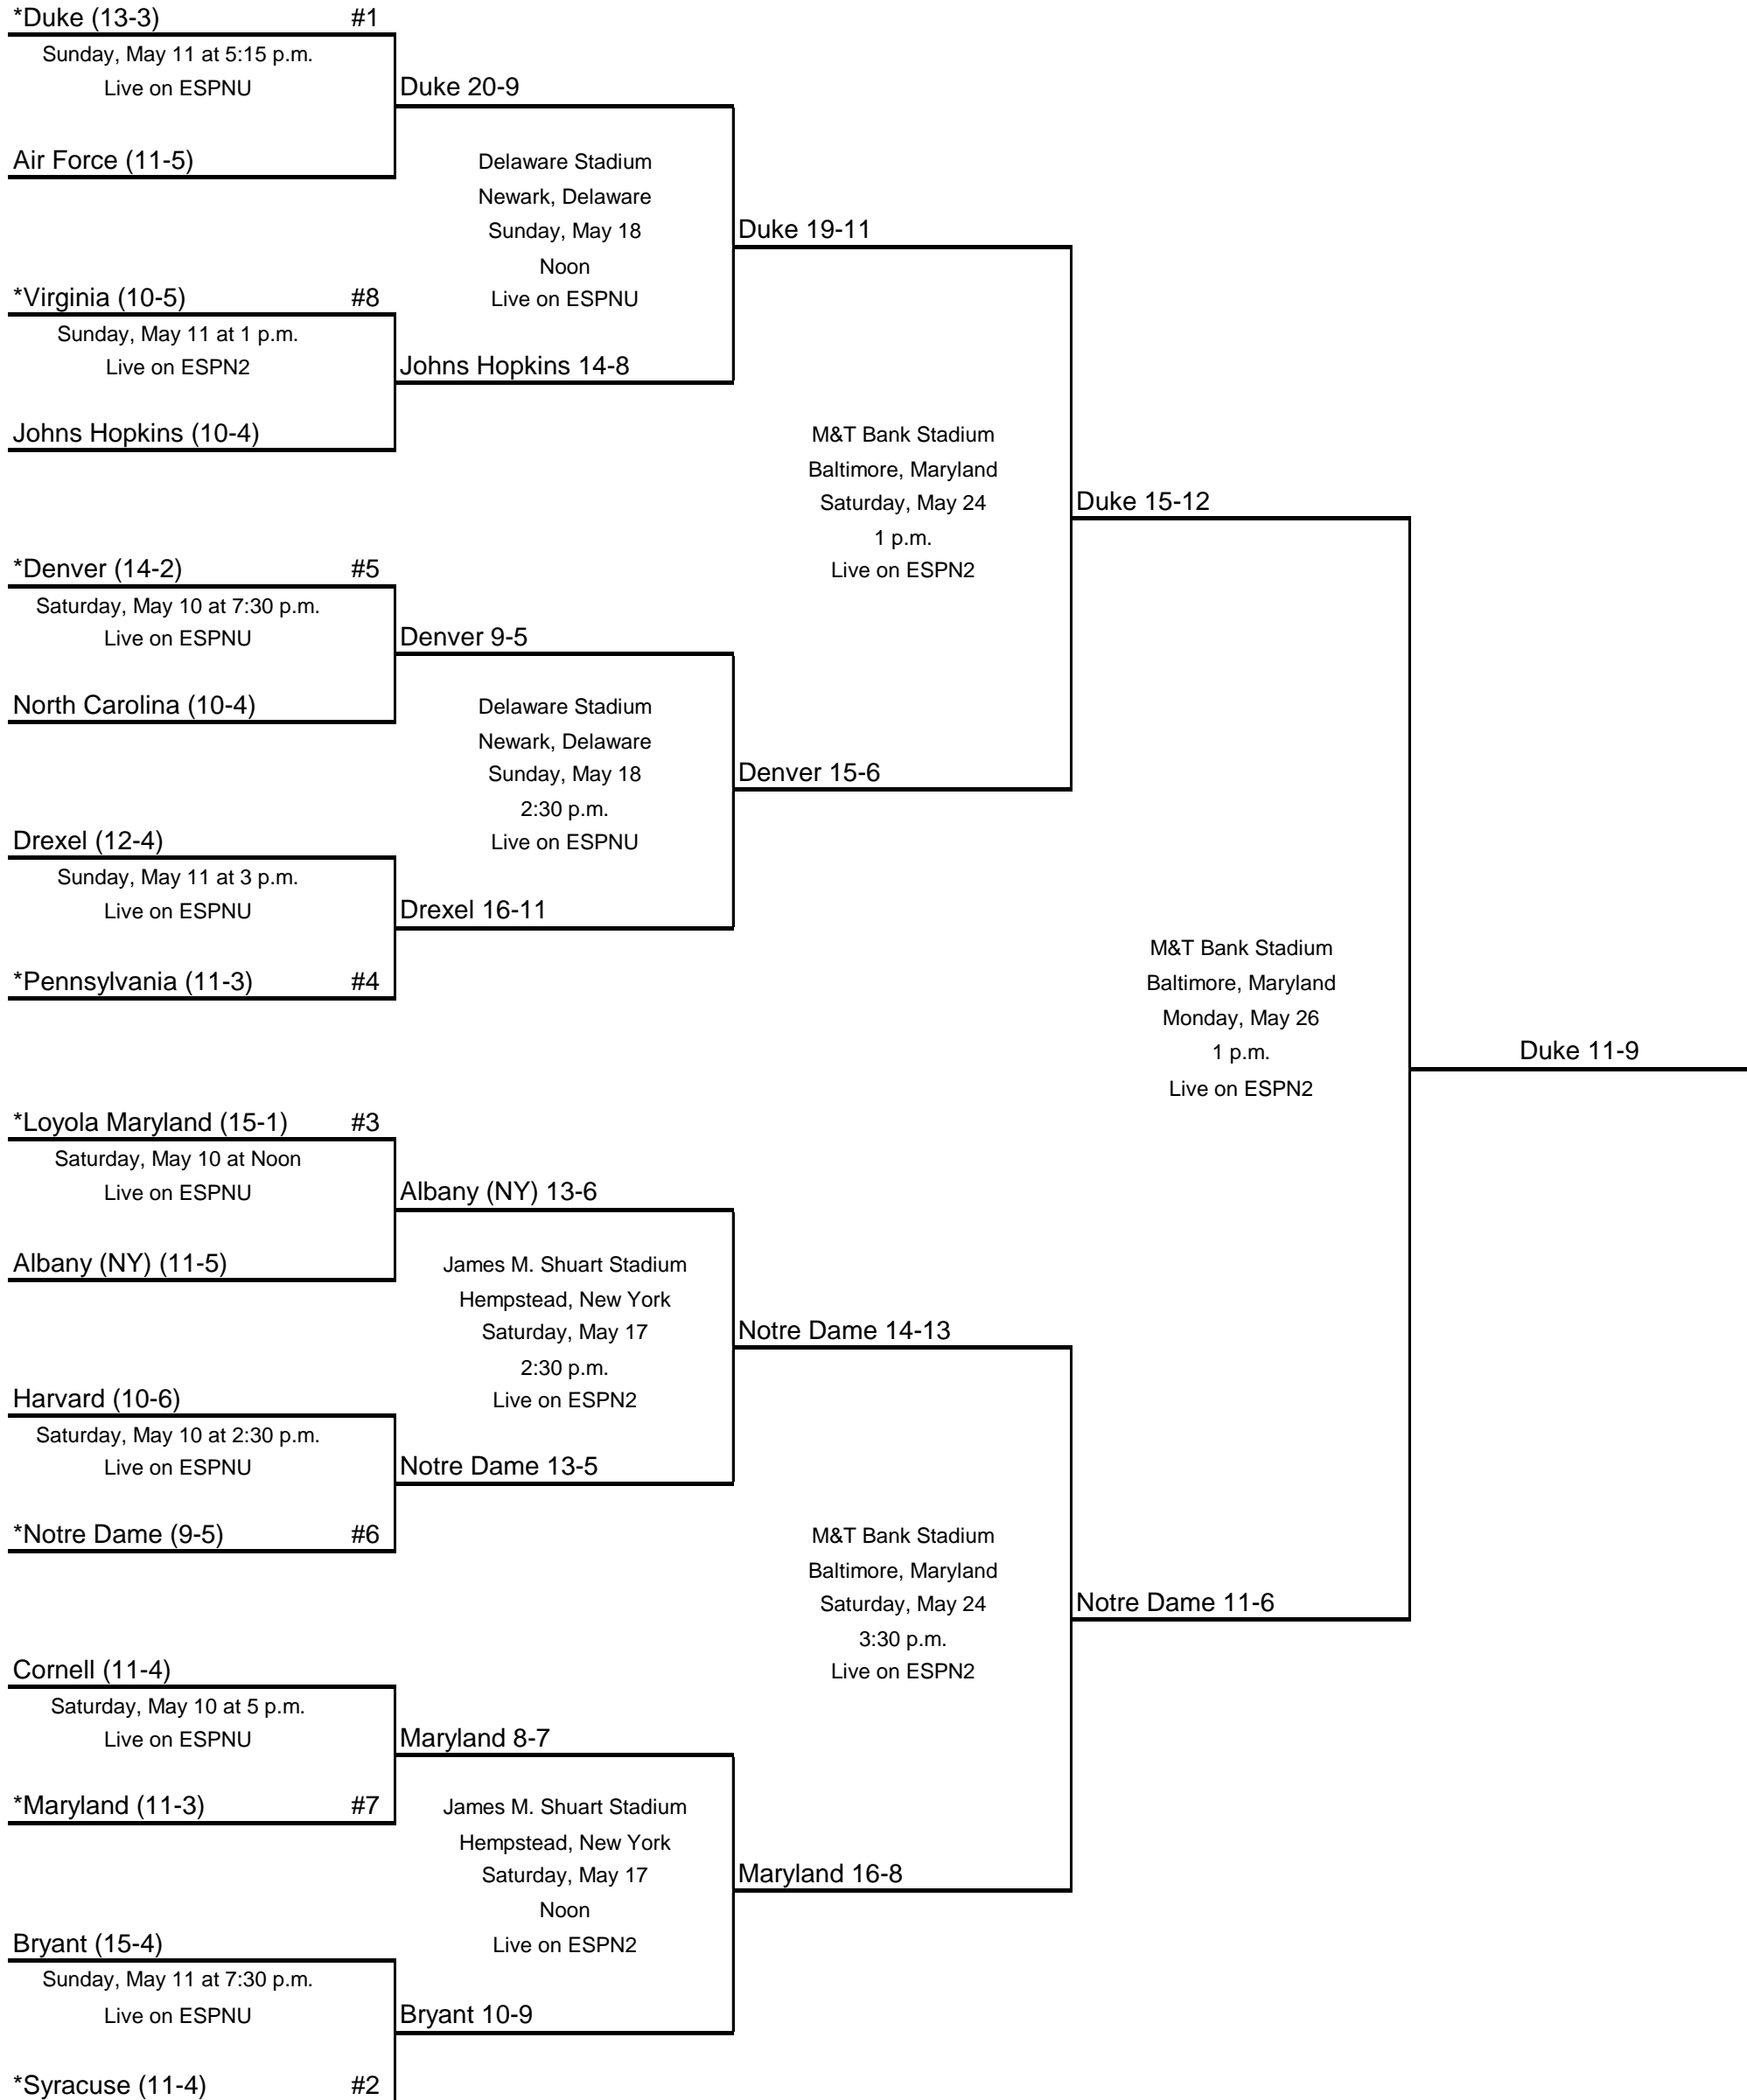 *Duke (13-3) #1
Sunday, May 11 at 5:15 p.m.
Live on ESPNU
Duke 20-9
Air Force (11-5)
Delaware Stadium
Newark, Delaware
Sunday, May 18
Noon
Live on ESPNU
Duke 19-11
*Virginia (10-5) #8
Sunday, May 11 at 1 p.m.
Live on ESPN2
Johns Hopkins 14-8
Johns Hopkins (10-4)
M&T Bank Stadium
Baltimore, Maryland
Saturday, May 24
1 p.m.
Live on ESPN2
Duke 15-12
*Denver (14-2) #5
Saturday, May 10 at 7:30 p.m.
Live on ESPNU
Denver 9-5
North Carolina (10-4)
Delaware Stadium
Newark, Delaware
Sunday, May 18
2:30 p.m.
Live on ESPNU
Denver 15-6
Drexel (12-4)
Sunday, May 11 at 3 p.m.
Live on ESPNU
Drexel 16-11
*Pennsylvania (11-3) #4
M&T Bank Stadium
Baltimore, Maryland
Monday, May 26
1 p.m.
Live on ESPN2
Duke 11-9
*Loyola Maryland (15-1) #3
Saturday, May 10 at Noon
Live on ESPNU
Albany (NY) 13-6
Albany (NY) (11-5)
James M. Shuart Stadium
Hempstead, New York
Saturday, May 17
2:30 p.m.
Live on ESPN2
Notre Dame 14-13
Harvard (10-6)
Saturday, May 10 at 2:30 p.m.
Live on ESPNU
Notre Dame 13-5
*Notre Dame (9-5) #6
M&T Bank Stadium
Baltimore, Maryland
Saturday, May 24
3:30 p.m.
Live on ESPN2
Notre Dame 11-6
Cornell (11-4)
Saturday, May 10 at 5 p.m.
Live on ESPNU
Maryland 8-7
*Maryland (11-3) #7
James M. Shuart Stadium
Hempstead, New York
Saturday, May 17
Noon
Live on ESPN2
Maryland 16-8
Bryant (15-4)
Sunday, May 11 at 7:30 p.m.
Live on ESPNU
Bryant 10-9
*Syracuse (11-4) #2